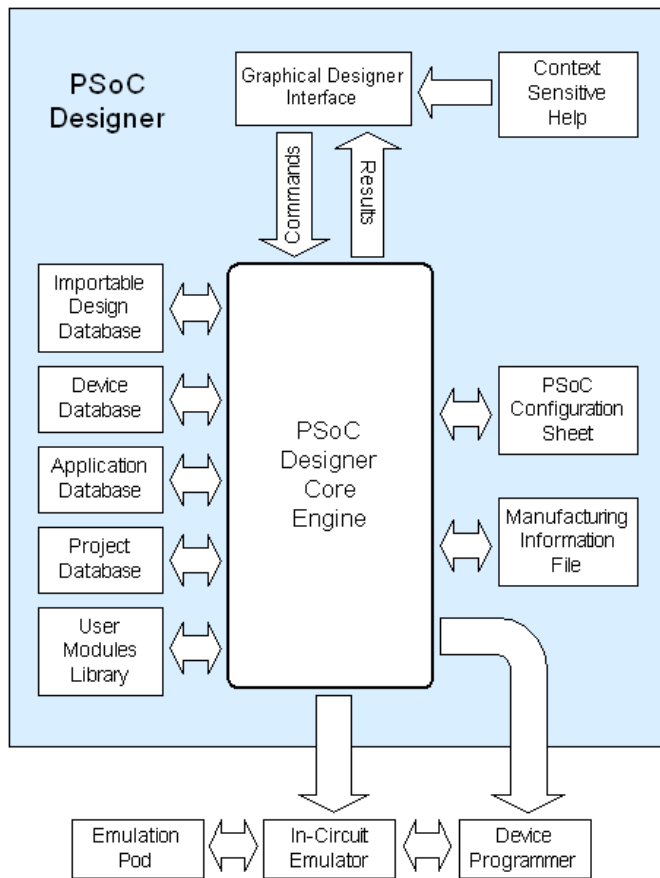 PSoC
Designer
Graphical Designer
Interface
Context
Sensitive
Help
Commands
Results
Importable
Design
Database
Device
Database
Application
Database
Project
Database
User
Modules
Library
PSoC
Designer
Core
Engine
PSoC
Configuration
Sheet
Manufacturing
Information
File
Emulation
Pod
In-Circuit
Emulator
Device
Programmer